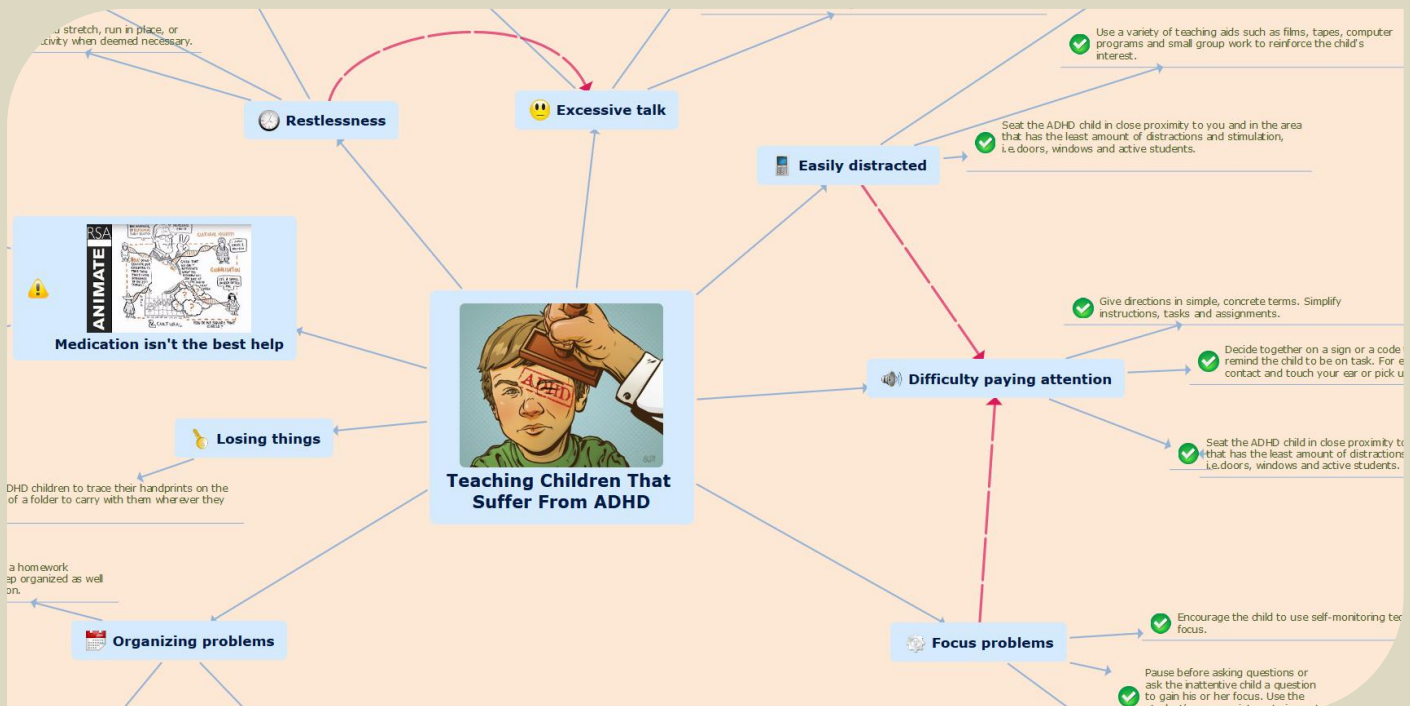 stretch, run in place, or
when deemed necessary.
Restlessness
Excessive talk
Use a variety of teaching aids such as films, tapes, computer
programs and small group work to reinforce the child's
interest.
Easily distracted
Seat the ADHD child in close proximity to you and in the area
that has the least amount of distractions and stimulation,
i.e.doors, windows and active students.
RSA
ANIMATE
Medication isn't the best help
ADHD
Teaching Children That
Suffer From ADHD
Give directions in simple, concrete terms. Simplify
instructions, tasks and assignments.
Difficulty paying attention
Decide together on a sign or a code
remind the child to be on task. For
contact and touch your ear or pick
Seat the ADHD child in close proximity
that has the least amount of distractions
i.e.doors, windows and active students.
Losing things
children to trace their handprints on the
of a folder to carry with them wherever they
a homework
organized as well
Organizing problems
Focus problems
Encourage the child to use self-monitoring
focus.
Pause before asking questions or
ask the inattentive child a question
to gain his or her focus. Use the